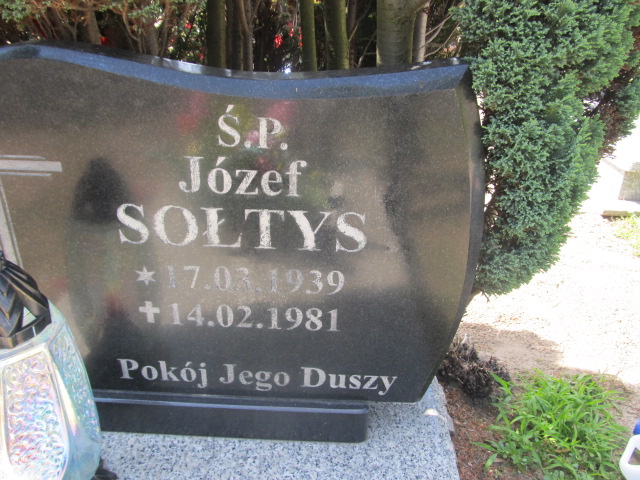 Ś.P.
Józef
SOŁTYS
17.03.1939
14.02.1981
Pokój Jego Duszy